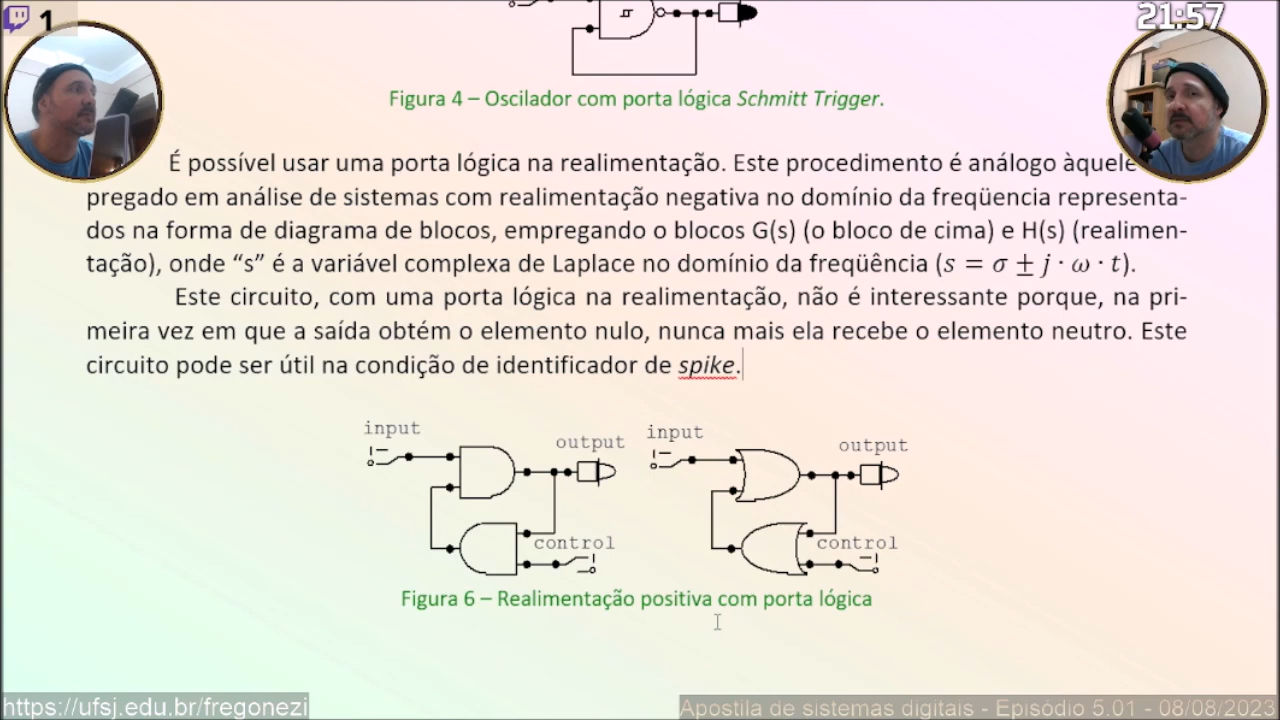 1
21:57
Figura 4 – Oscilador com porta lógica Schmitt Trigger.
É possível usar uma porta lógica na realimentação. Este procedimento é análogo àquele
pregado em análise de sistemas com realimentação negativa no domínio da freqüencia representa-
dos na forma de diagrama de blocos, empregando o blocos G(s) (o bloco de cima) e H(s) (realimen-
tação), onde “s” é a variável complexa de Laplace no domínio da freqüência (s = σ ± j · ω · t).
Este circuito, com uma porta lógica na realimentação, não é interessante porque, na pri-
meira vez em que a saída obtém o elemento nulo, nunca mais ela recebe o elemento neutro. Este
circuito pode ser útil na condição de identificador de spike.
input
output
control
input
output
control
Figura 6 – Realimentação positiva com porta lógica
https://ufsj.edu.br/fregonezi
Apostila de sistemas digitais - Episódio 5.01 - 08/08/2023